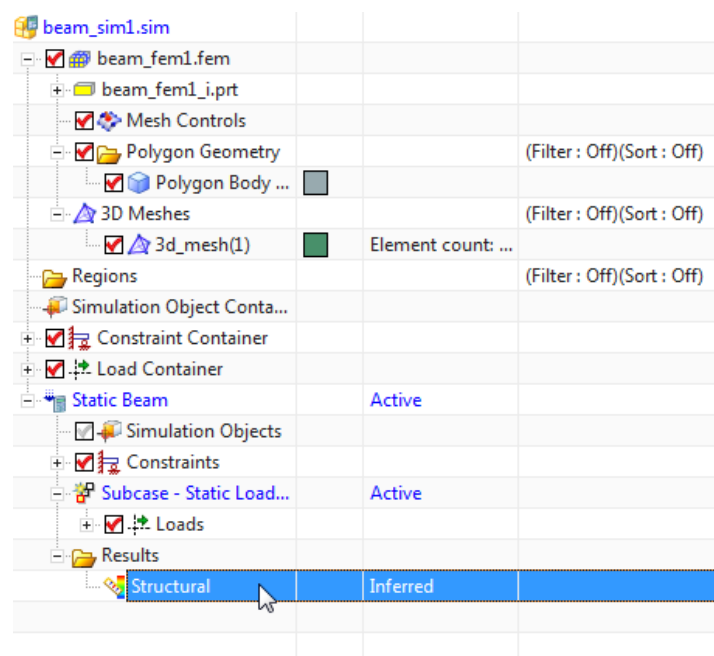 beam_sim1.sim
beam_fem1.fem
beam_fem1_i.prt
Mesh Controls
Polygon Geometry (Filter : Off)(Sort : Off)
Polygon Body ...
3D Meshes (Filter : Off)(Sort : Off)
3d_mesh(1) Element count: ...
Regions (Filter : Off)(Sort : Off)
Simulation Object Conta...
Constraint Container
Load Container
Static Beam Active
Simulation Objects
Constraints
Subcase - Static Load... Active
Loads
Results
Structural Inferred